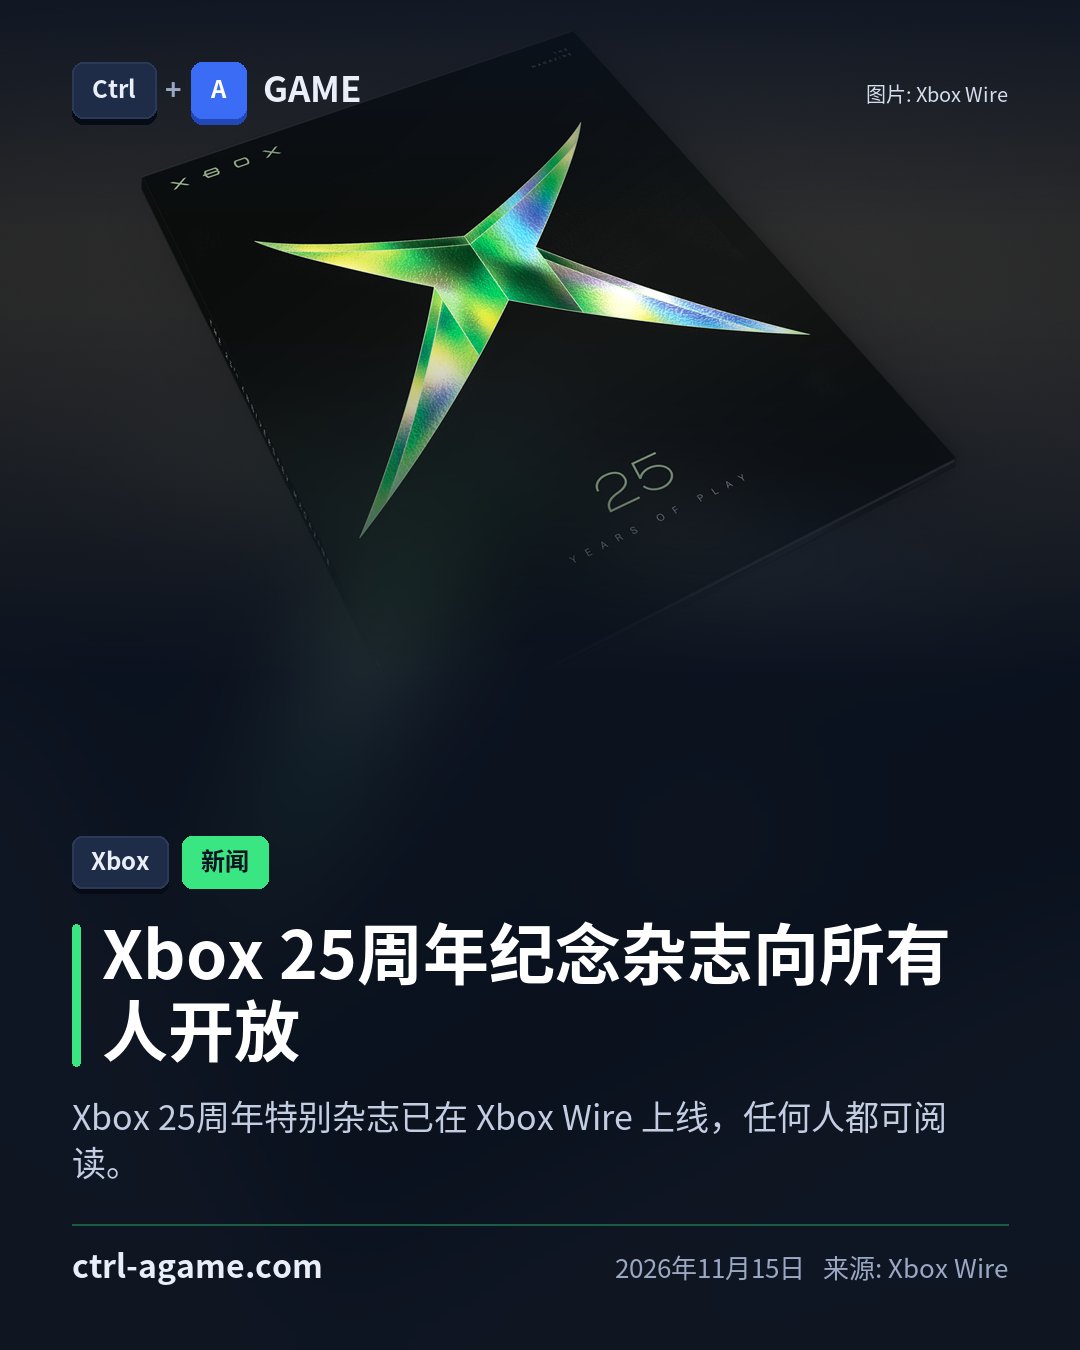 Ctrl + A GAME
图片: Xbox Wire
XBOX
25
YEARS OF PLAY
Xbox 新闻
Xbox 25周年纪念杂志向所有
人开放
Xbox 25周年特别杂志已在 Xbox Wire 上线，任何人都可阅
读。
ctrl-agame.com
2026年11月15日 来源: Xbox Wire